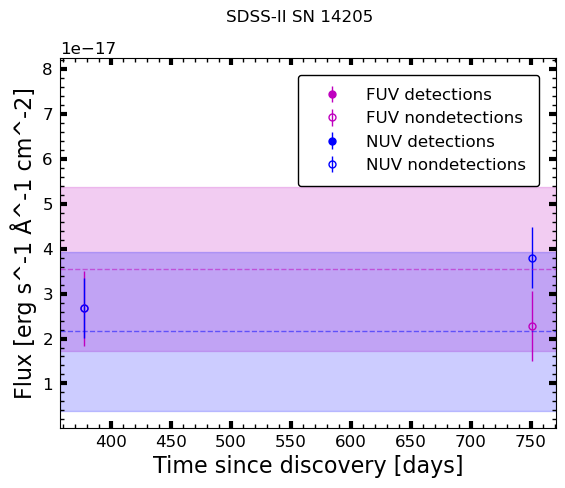 SDSS-II SN 14205
1e−17
FUV detections
FUV nondetections
NUV detections
NUV nondetections
8
7
6
5
4
3
2
1
Flux [erg s^-1 Å^-1 cm^-2]
400 450 500 550 600 650 700 750
Time since discovery [days]